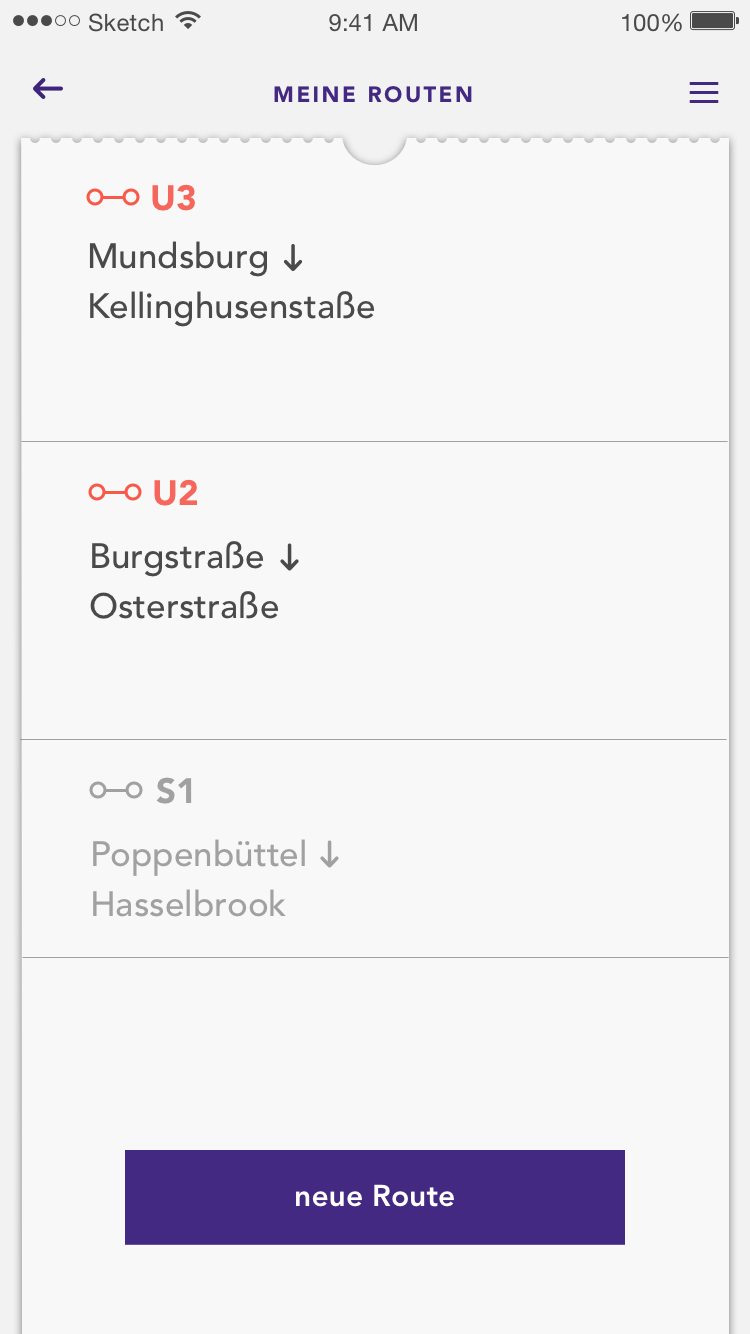 Sketch 9:41 AM 100%
MEINE ROUTEN
U3
Mundsburg ↓
Kellinghusenstaße
U2
Burgstraße ↓
Osterstraße
S1
Poppenbüttel ↓
Hasselbrook
neue Route